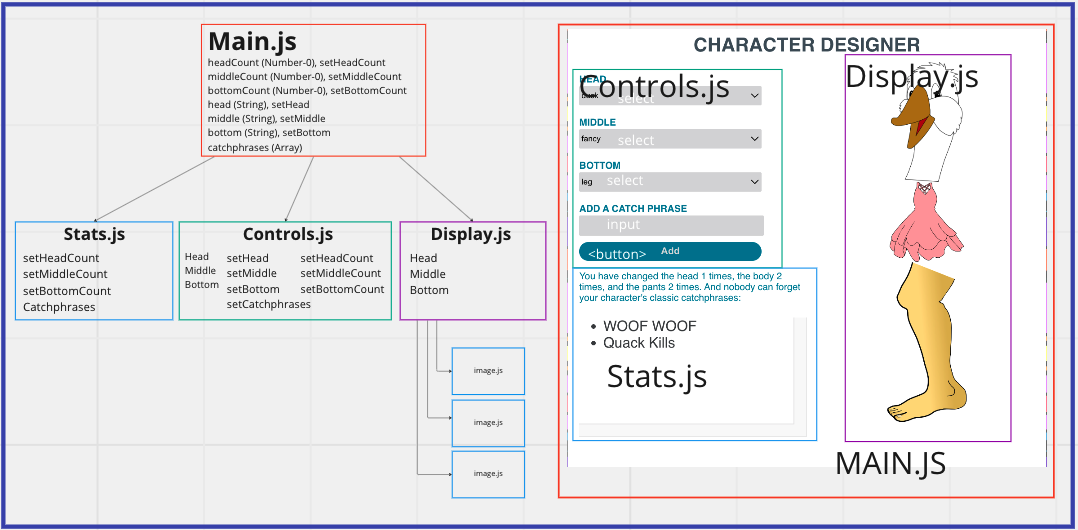 Main.js
headCount (Number-0), setHeadCount
middleCount (Number-0), setMiddleCount
bottomCount (Number-0), setBottomCount
head (String), setHead
middle (String), setMiddle
bottom (String), setBottom
catchphrases (Array)
Stats.js
setHeadCount
setMiddleCount
setBottomCount
Catchphrases
Controls.js
Head
Middle
Bottom
setHead
setMiddle
setBottom
setCatchphrases
setHeadCount
setMiddleCount
setBottomCount
Display.js
Head
Middle
Bottom
image.js
image.js
image.js
CHARACTER DESIGNER
HEAD
Controls.js
select
MIDDLE
fancy
select
BOTTOM
leg
select
ADD A CATCH PHRASE
input
<button> Add
You have changed the head 1 times, the body 2
times, and the pants 2 times. And nobody can forget
your character's classic catchphrases:
• WOOF WOOF
• Quack Kills
Stats.js
Display.js
MAIN.JS